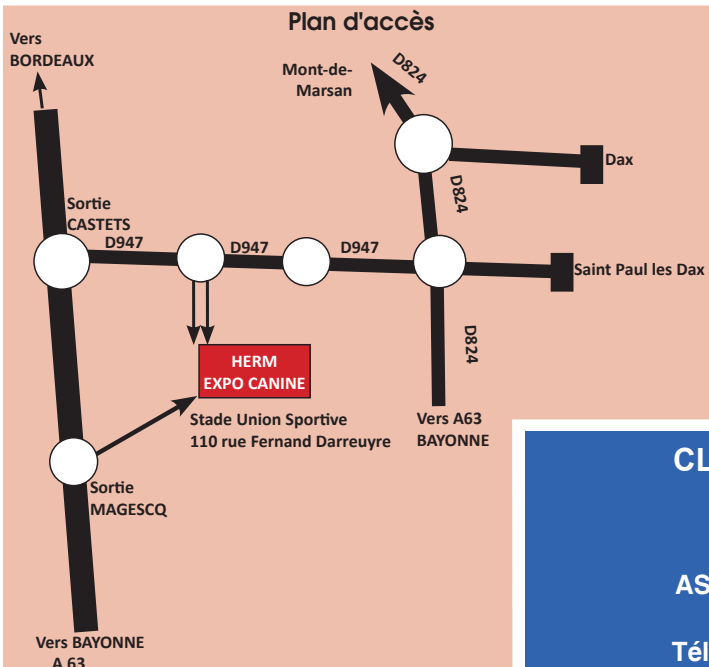 Plan d'accès
Vers
BORDEAUX
Mont-de-
Marsan
D824
Dax
D824
Sortie
CASTETS
D947
D947
D947
Saint Paul les Dax
D824
HERM
EXPO CANINE
Stade Union Sportive
110 rue Fernand Darreuyre
Vers A63
BAYONNE
Sortie
MAGESCQ
Vers BAYONNE
A 63
CL
AS
Tél